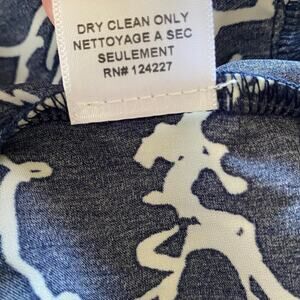 DRY CLEAN ONLY
NETTOYAGE A SEC
SEULEMENT
RN# 124227